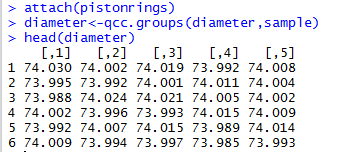 > attach(pistonrings)
> diameter<-qcc.groups(diameter,sample)
> head(diameter)
    [,1]   [,2]   [,3]   [,4]   [,5]
1 74.030 74.002 74.019 73.992 74.008
2 73.995 73.992 74.001 74.011 74.004
3 73.988 74.024 74.021 74.005 74.002
4 74.002 73.996 73.993 74.015 74.009
5 73.992 74.007 74.015 73.989 74.014
6 74.009 73.994 73.997 73.985 73.993